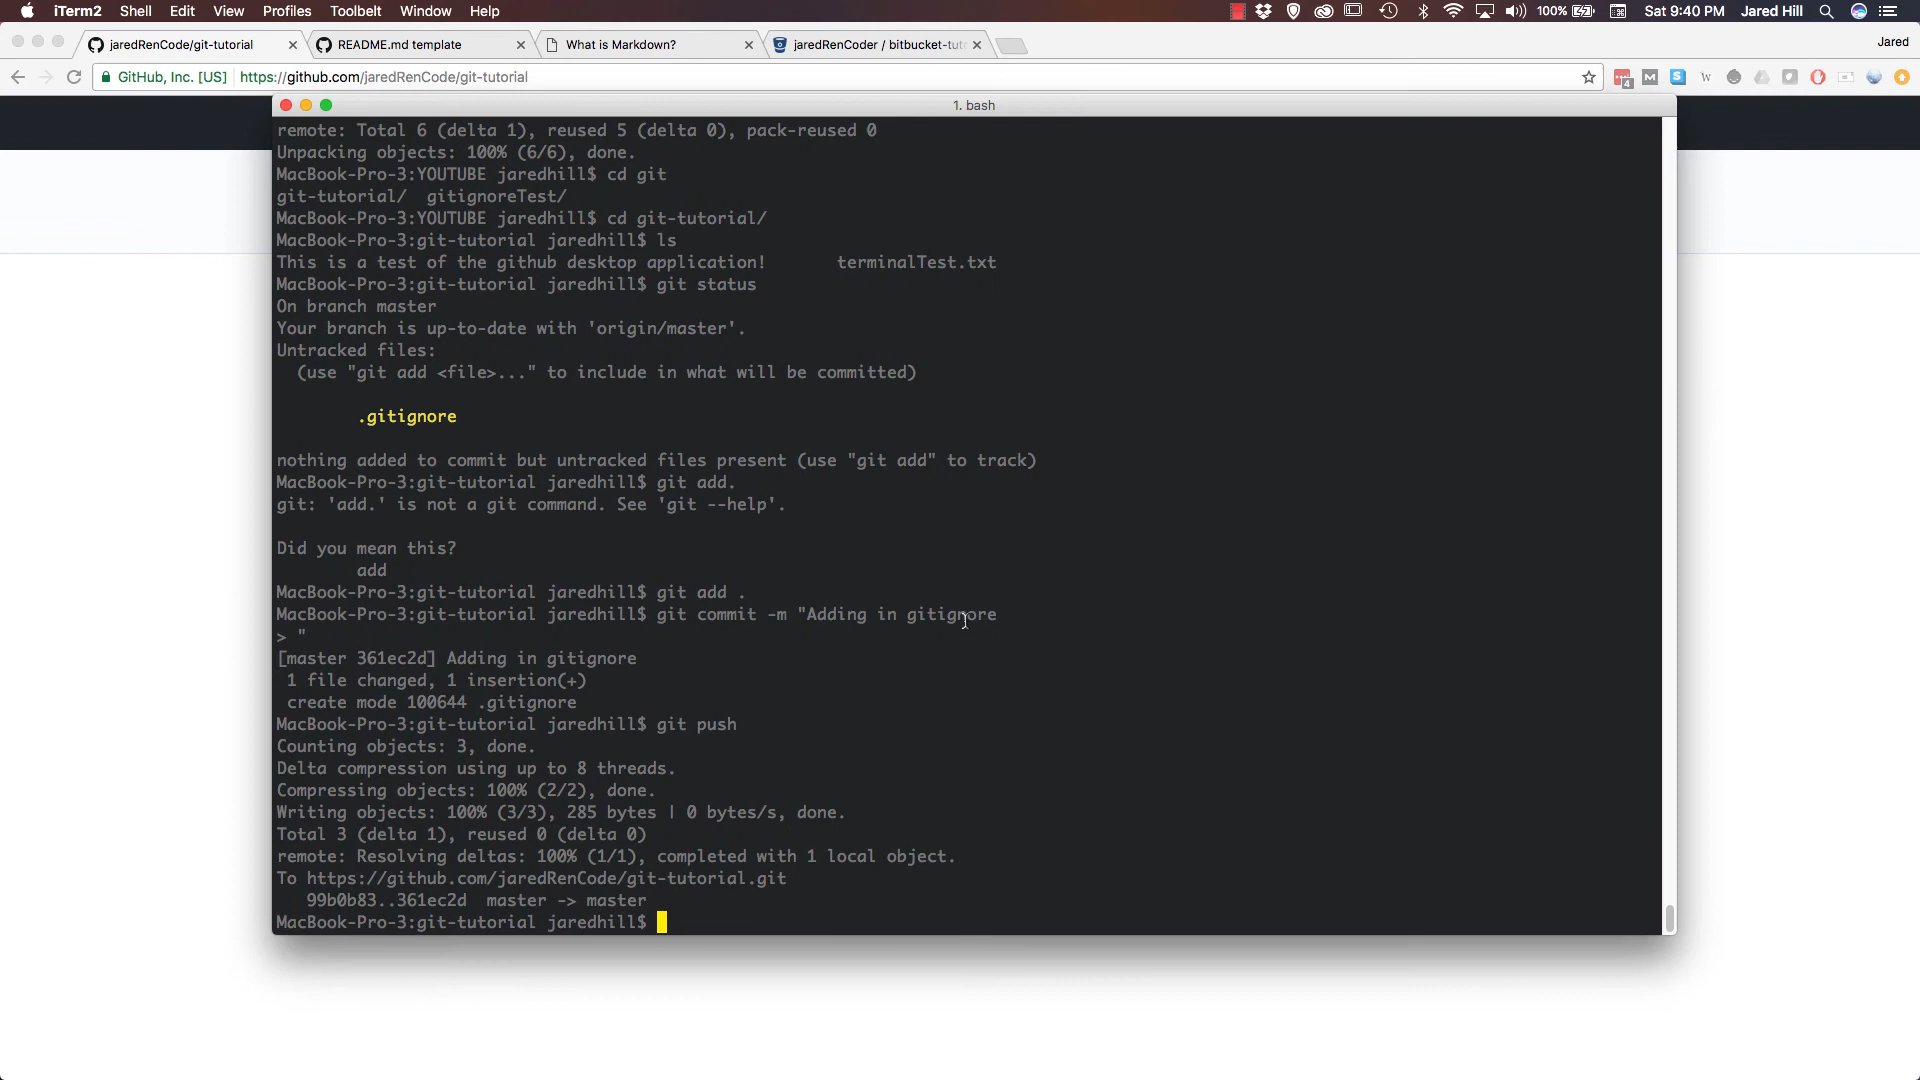 iTerm2 Shell Edit View Profiles Toolbelt Window Help 100% Sat 9:40 PM Jared Hill
jaredRenCode/git-tutorial README.md template What is Markdown? jaredRenCoder / bitbucket-tut Jared
GitHub, Inc. [US] https://github.com/jaredRenCode/git-tutorial
1. bash
remote: Total 6 (delta 1), reused 5 (delta 0), pack-reused 0
Unpacking objects: 100% (6/6), done.
MacBook-Pro-3:YOUTUBE jaredhill$ cd git
git-tutorial/ gitignoreTest/
MacBook-Pro-3:YOUTUBE jaredhill$ cd git-tutorial/
MacBook-Pro-3:git-tutorial jaredhill$ ls
This is a test of the github desktop application! terminalTest.txt
MacBook-Pro-3:git-tutorial jaredhill$ git status
On branch master
Your branch is up-to-date with 'origin/master'.
Untracked files:
(use "git add <file>..." to include in what will be committed)
.gitignore
nothing added to commit but untracked files present (use "git add" to track)
MacBook-Pro-3:git-tutorial jaredhill$ git add.
git: 'add.' is not a git command. See 'git --help'.
Did you mean this?
add
MacBook-Pro-3:git-tutorial jaredhill$ git add .
MacBook-Pro-3:git-tutorial jaredhill$ git commit -m "Adding in gitignore
> "
[master 361ec2d] Adding in gitignore
1 file changed, 1 insertion(+)
create mode 100644 .gitignore
MacBook-Pro-3:git-tutorial jaredhill$ git push
Counting objects: 3, done.
Delta compression using up to 8 threads.
Compressing objects: 100% (2/2), done.
Writing objects: 100% (3/3), 285 bytes | 0 bytes/s, done.
Total 3 (delta 1), reused 0 (delta 0)
remote: Resolving deltas: 100% (1/1), completed with 1 local object.
To https://github.com/jaredRenCode/git-tutorial.git
99b0b83..361ec2d master -> master
MacBook-Pro-3:git-tutorial jaredhill$